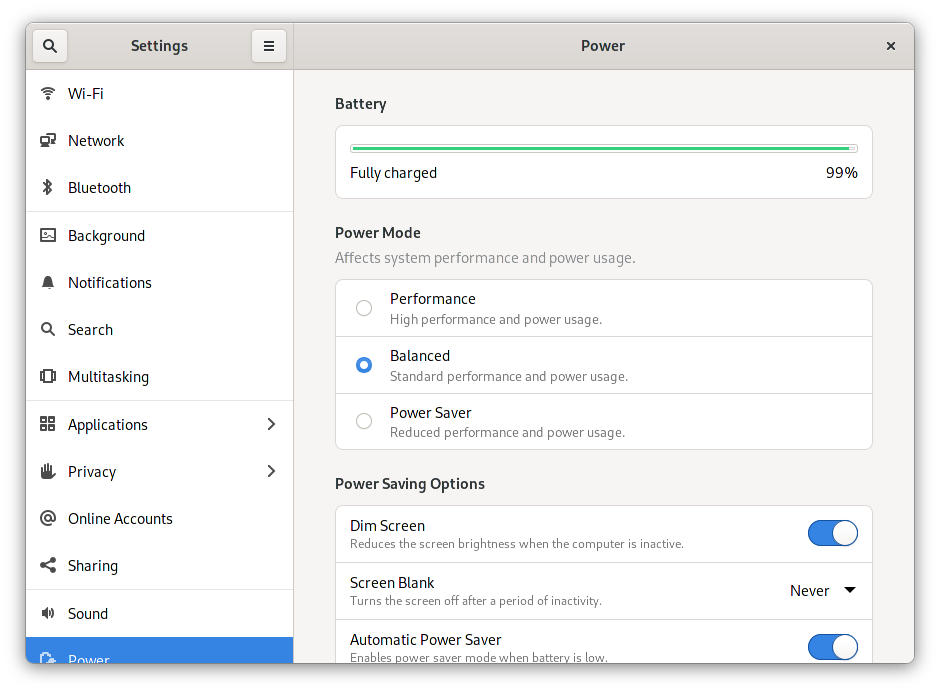 Settings
Power
Wi-Fi
Network
Bluetooth
Background
Notifications
Search
Multitasking
Applications
Privacy
Online Accounts
Sharing
Sound
Power
Battery
Fully charged 99%
Power Mode
Affects system performance and power usage.
Performance
High performance and power usage.
Balanced
Standard performance and power usage.
Power Saver
Reduced performance and power usage.
Power Saving Options
Dim Screen
Reduces the screen brightness when the computer is inactive.
Screen Blank
Turns the screen off after a period of inactivity.
Never
Automatic Power Saver
Enables power saver mode when battery is low.